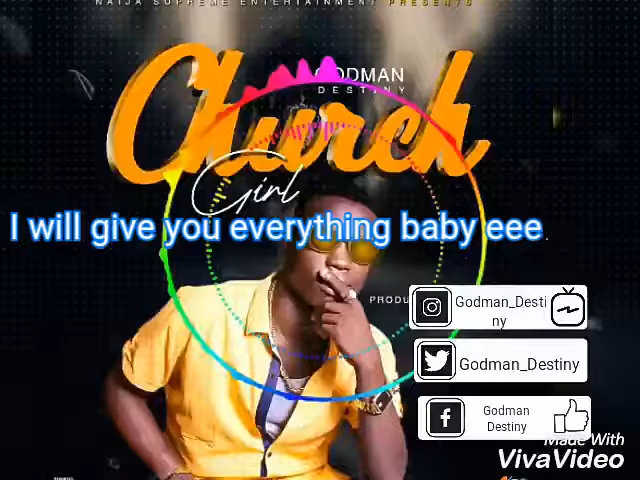 NAIJA SUPREME ENTERTAINMENT PRESENTS
GODMAN
DESTINY
Church
Girl
I will give you everything baby eee
PRODU
Godman_Desti
ny
Godman_Destiny
Godman
Destiny
Made With
VivaVideo